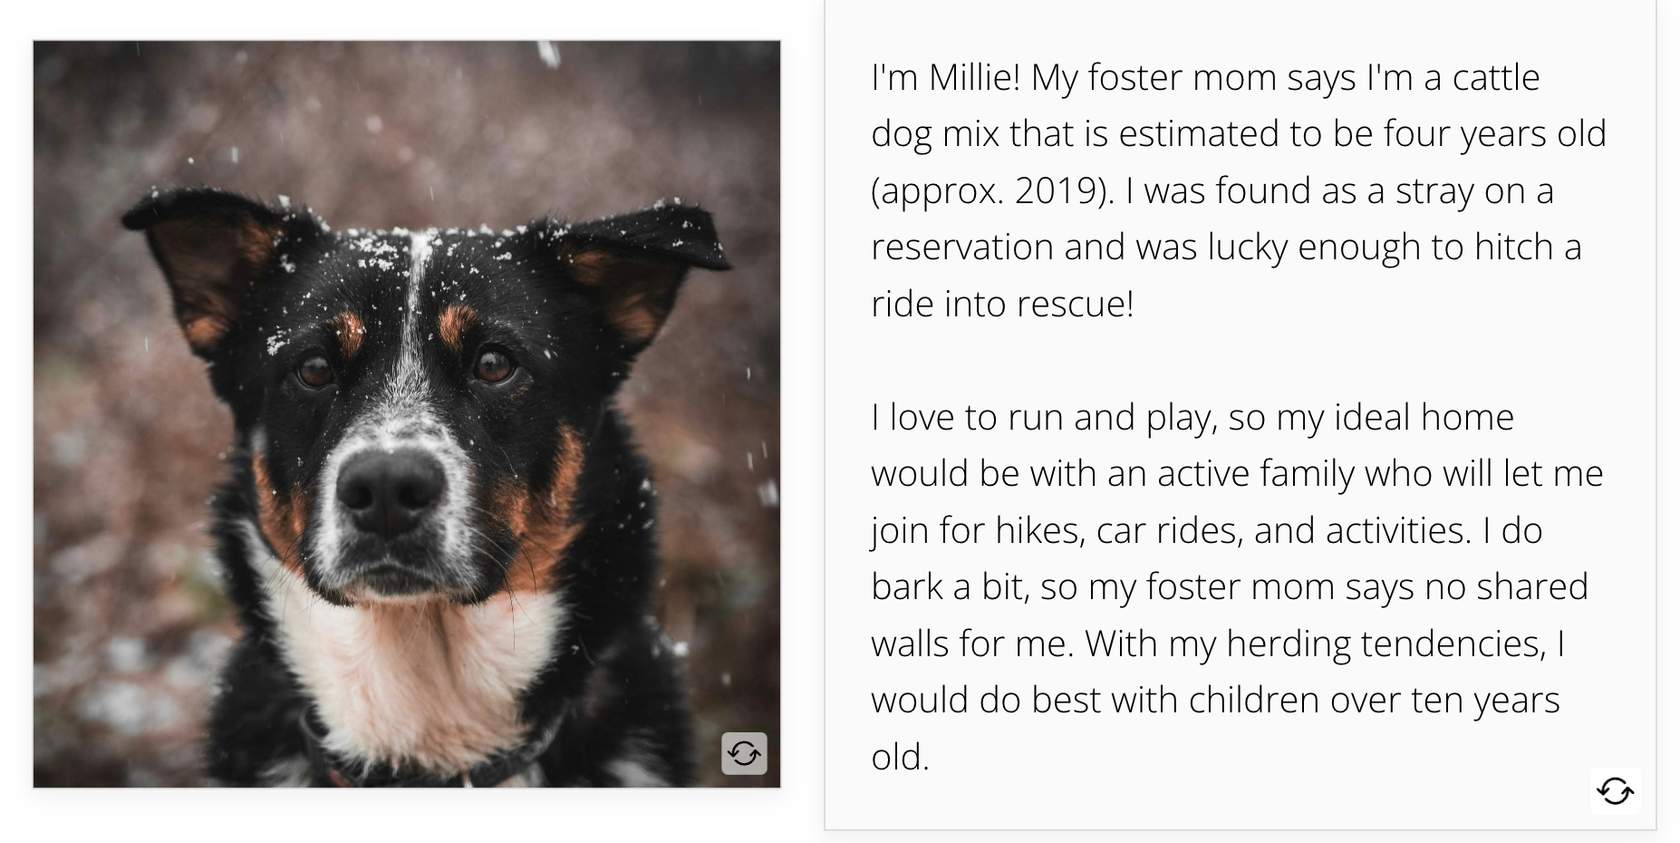 I'm Millie! My foster mom says I'm a cattle
dog mix that is estimated to be four years old
(approx. 2019). I was found as a stray on a
reservation and was lucky enough to hitch a
ride into rescue!
I love to run and play, so my ideal home
would be with an active family who will let me
join for hikes, car rides, and activities. I do
bark a bit, so my foster mom says no shared
walls for me. With my herding tendencies, I
would do best with children over ten years
old.